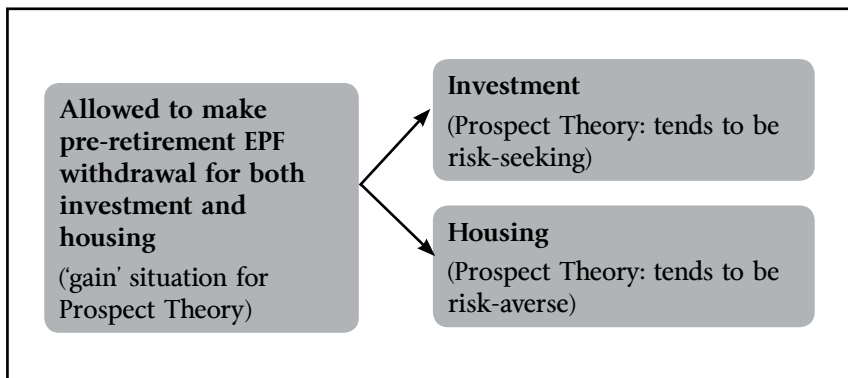 Allowed to make
pre-retirement EPF
withdrawal for both
investment and
housing
(‘gain’ situation for
Prospect Theory)
Investment
(Prospect Theory: tends to be
risk-seeking)
Housing
(Prospect Theory: tends to be
risk-averse)